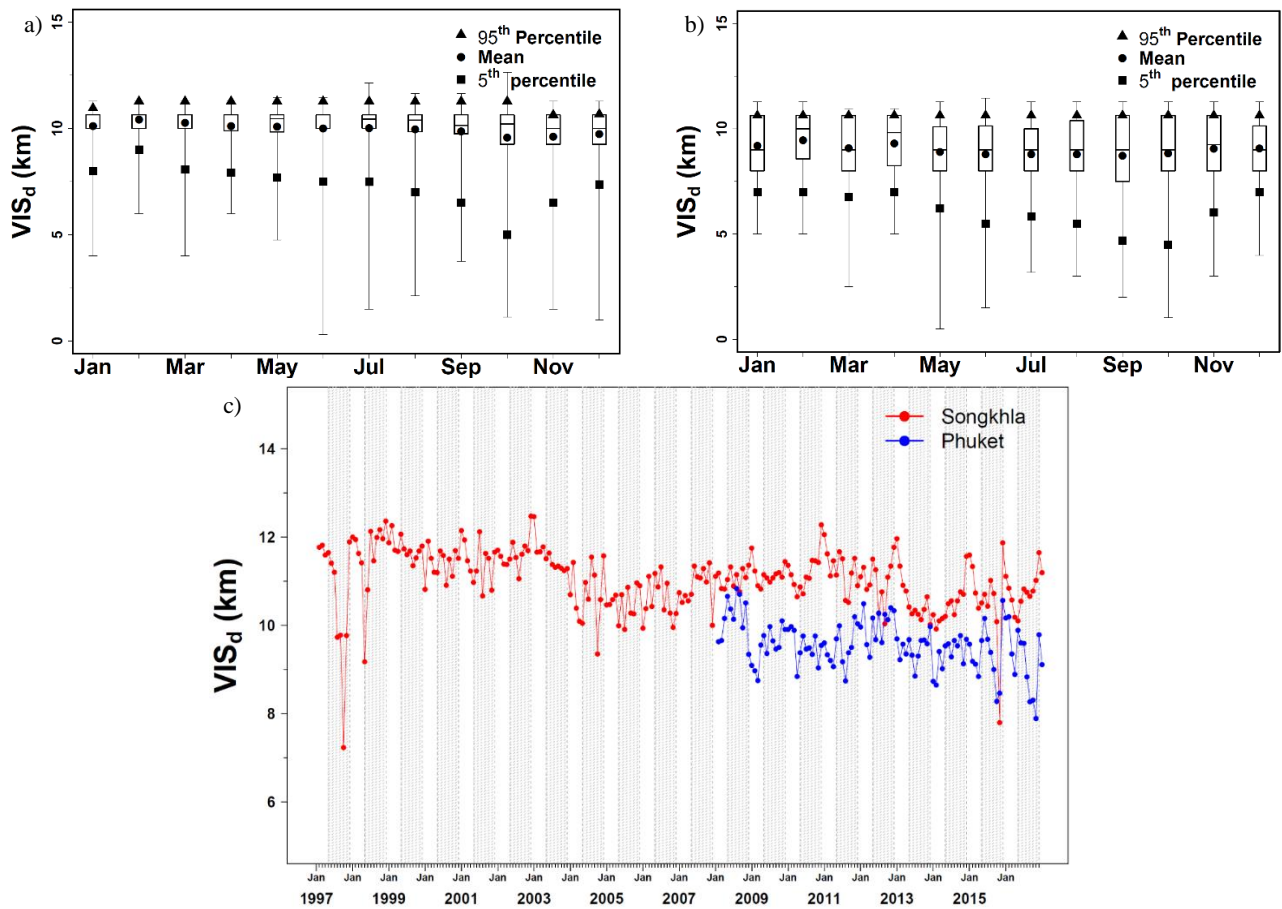 a)
15
10
5
0
VISd (km)
95th Percentile
Mean
5th percentile
Jan Mar May Jul Sep Nov
b)
15
10
5
0
VISd (km)
95th Percentile
Mean
5th percentile
Jan Mar May Jul Sep Nov
c)
14
12
10
8
6
VISd (km)
Songkhla
Phuket
Jan Jan Jan Jan Jan Jan Jan Jan Jan Jan Jan Jan Jan Jan Jan Jan Jan Jan Jan Jan
1997 1999 2001 2003 2005 2007 2009 2011 2013 2015